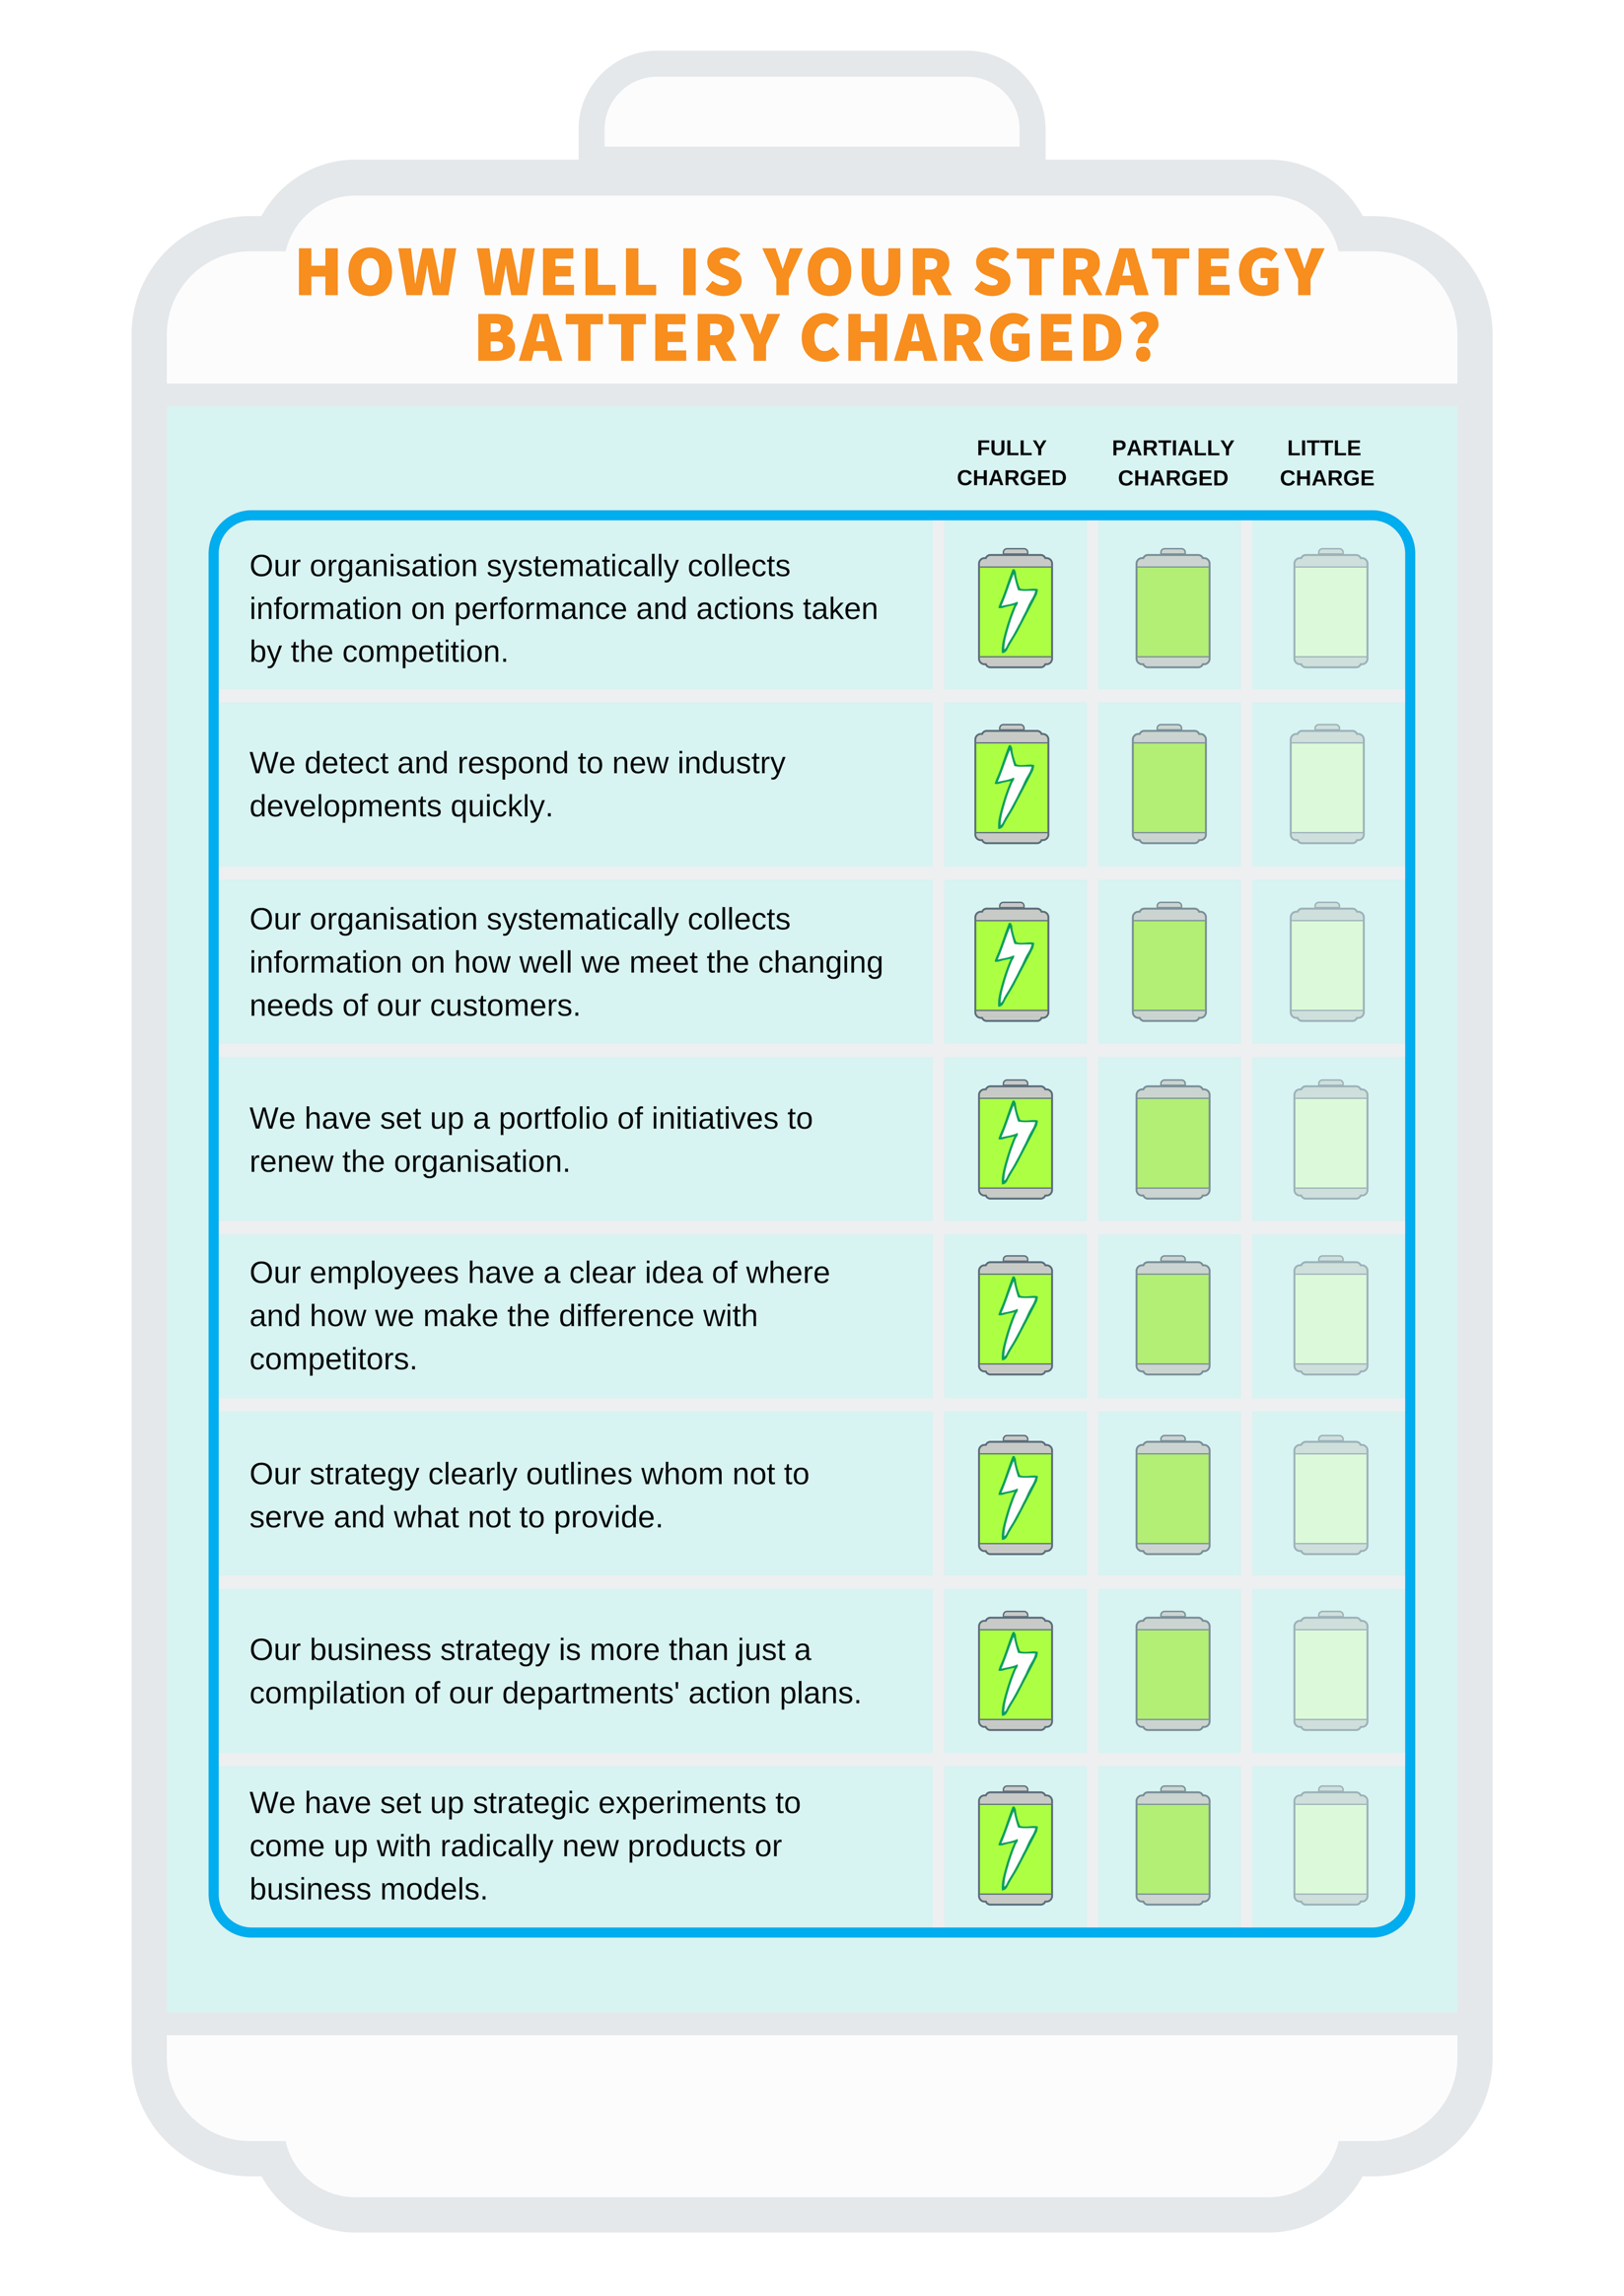 HOW WELL IS YOUR STRATEGY
BATTERY CHARGED?
FULLY
CHARGED
PARTIALLY
CHARGED
LITTLE
CHARGE
Our organisation systematically collects
information on performance and actions taken
by the competition.
We detect and respond to new industry
developments quickly.
Our organisation systematically collects
information on how well we meet the changing
needs of our customers.
We have set up a portfolio of initiatives to
renew the organisation.
Our employees have a clear idea of where
and how we make the difference with
competitors.
Our strategy clearly outlines whom not to
serve and what not to provide.
Our business strategy is more than just a
compilation of our departments' action plans.
We have set up strategic experiments to
come up with radically new products or
business models.